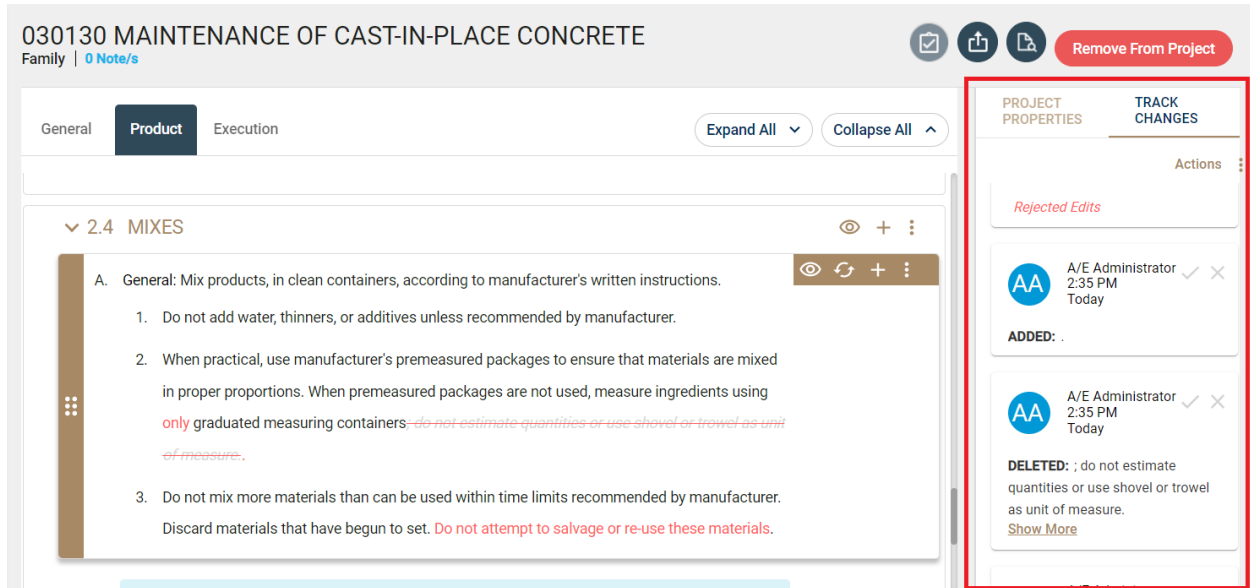 030130 MAINTENANCE OF CAST-IN-PLACE CONCRETE
Family | 0 Note/s
Remove From Project
General
Product
Execution
Expand All
Collapse All
2.4 MIXES
A. General: Mix products, in clean containers, according to manufacturer's written instructions.
1. Do not add water, thinners, or additives unless recommended by manufacturer.
2. When practical, use manufacturer's premeasured packages to ensure that materials are mixed
in proper proportions. When premeasured packages are not used, measure ingredients using
only graduated measuring containers; do not estimate quantities or use shovel or trowel as unit
of measure..
3. Do not mix more materials than can be used within time limits recommended by manufacturer.
Discard materials that have begun to set. Do not attempt to salvage or re-use these materials.
PROJECT
PROPERTIES
TRACK
CHANGES
Actions
Rejected Edits
AA
A/E Administrator
2:35 PM
Today
ADDED: .
AA
A/E Administrator
2:35 PM
Today
DELETED: ; do not estimate
quantities or use shovel or trowel
as unit of measure.
Show More